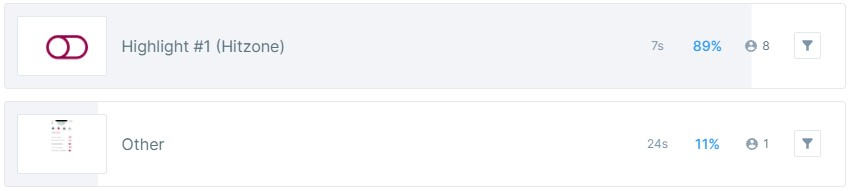 Highlight #1 (Hitzone) 7s 89% 8
Other 24s 11% 1